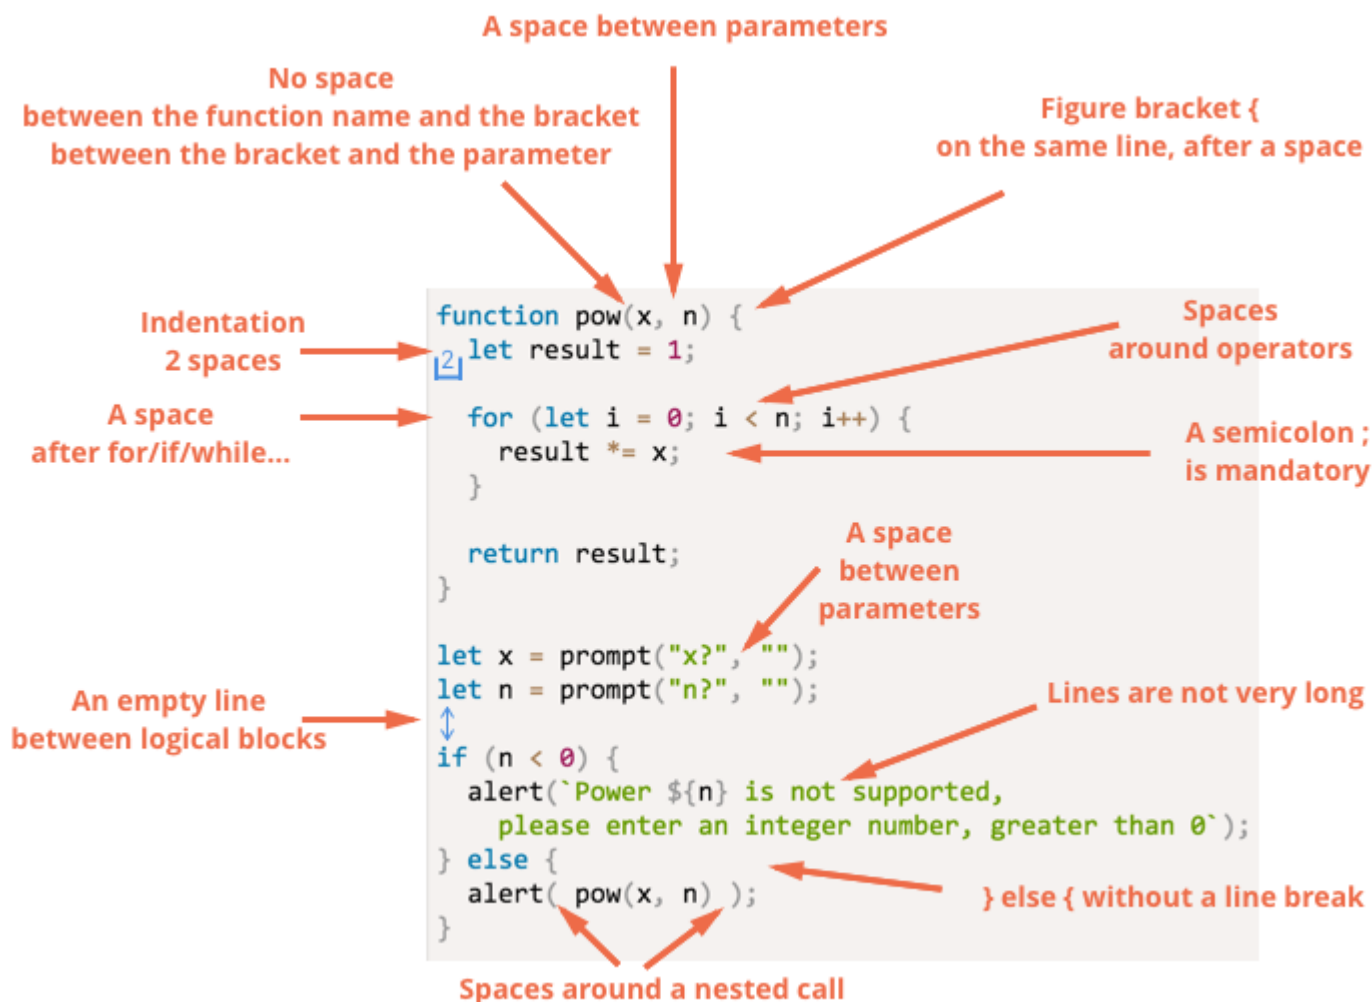 A space between parameters
No space
between the function name and the bracket
between the bracket and the parameter
Figure bracket {
on the same line, after a space
Indentation
2 spaces
A space
after for/if/while...
Spaces
around operators
A semicolon ;
is mandatory
function pow(x, n) {
2
  let result = 1;

  for (let i = 0; i < n; i++) {
    result *= x;
  }

  return result;
}
A space
between
parameters

let x = prompt("x?", "");
let n = prompt("n?", "");
An empty line
between logical blocks
Lines are not very long
if (n < 0) {
  alert(`Power ${n} is not supported,
    please enter an integer number, greater than 0`);
} else {
  alert( pow(x, n) );
}
} else { without a line break
Spaces around a nested call